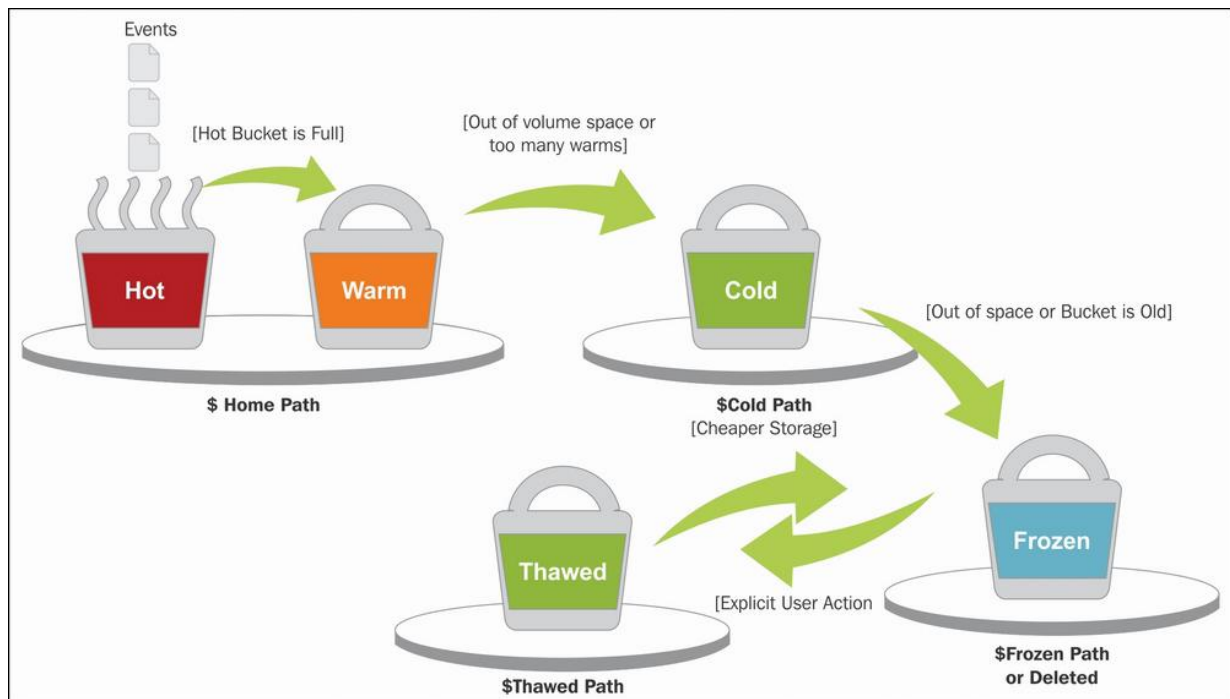 Events
[Hot Bucket is Full]
[Out of volume space or
too many warms]
Hot
Warm
Cold
[Out of space or Bucket is Old]
$ Home Path
$Cold Path
[Cheaper Storage]
Thawed
Frozen
[Explicit User Action
$Thawed Path
$Frozen Path
or Deleted